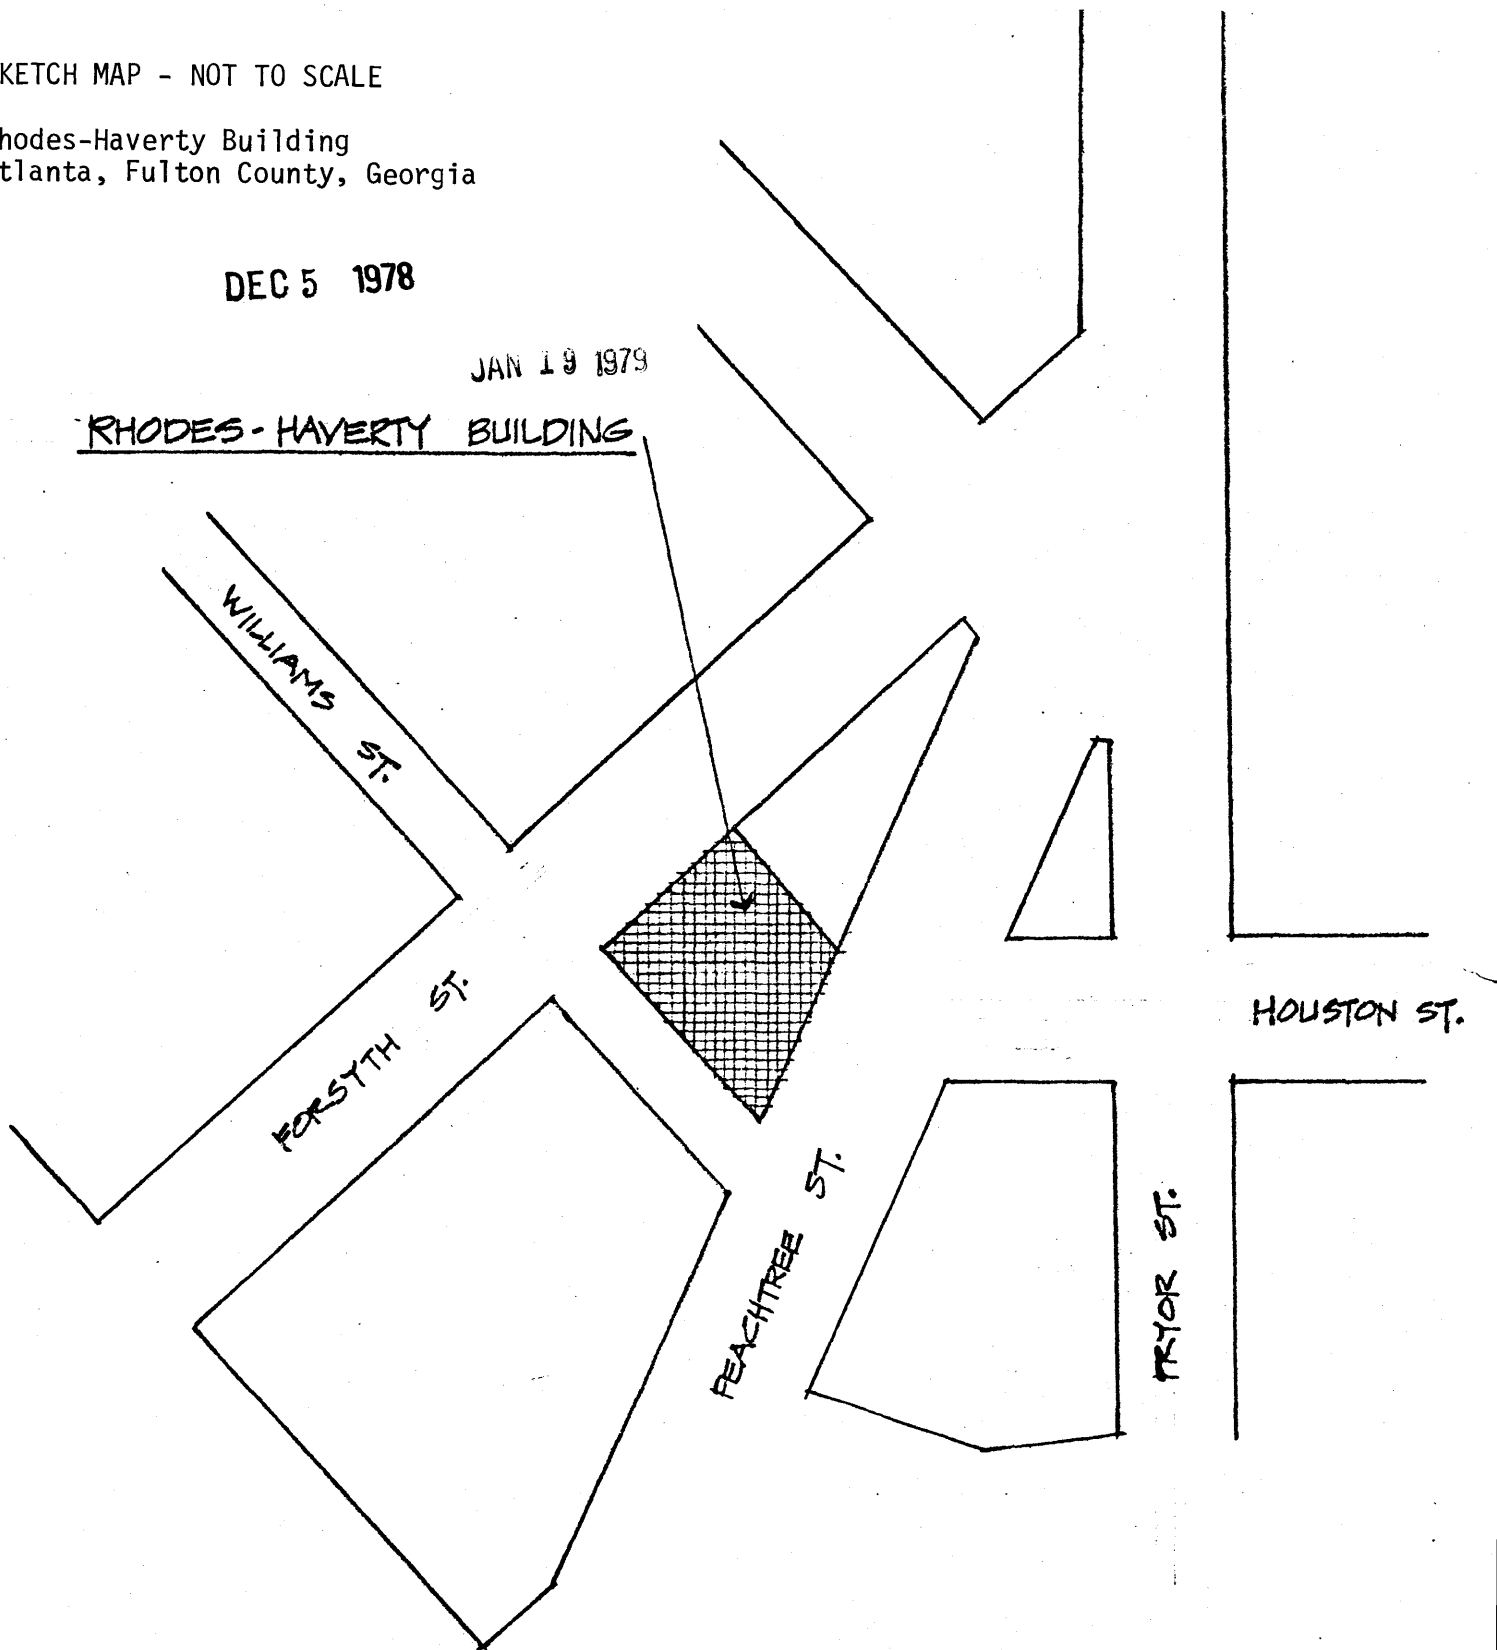 KETCH MAP - NOT TO SCALE
hodes-Haverty Building
tlanta, Fulton County, Georgia
DEC 5 1978
JAN 19 1979
RHODES-HAVERTY BUILDING
WILLIAMS ST.
FORSYTH ST.
HOUSTON ST.
PEACHTREE ST.
PRYOR ST.